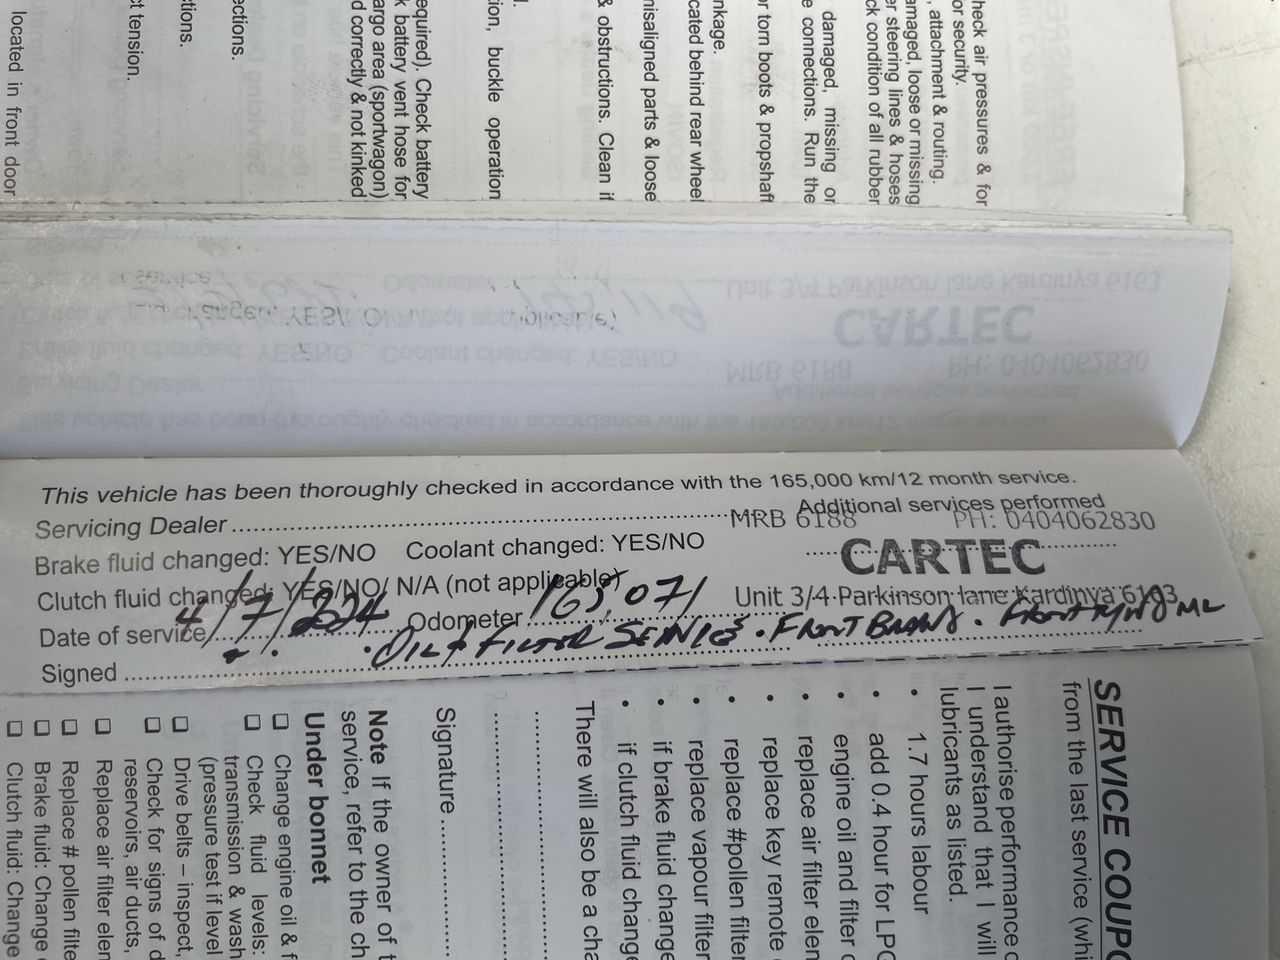 heck air pressures & for
or security.
, attachment & routing.
amaged, loose or missing
er steering lines & hoses
ck condition of all rubber
damaged, missing or
e connections. Run the
or torn boots & propshaft
nkage.
cated behind rear wheel
nisaligned parts & loose
& obstructions. Clean if
l.
ion, buckle operation
equired). Check battery
k battery vent hose for
argo area (sportwagon)
d correctly & not kinked
ections.
ctions.
ct tension.
located in front door
This vehicle has been thoroughly checked in accordance with the 165,000 km/12 month service.
Servicing Dealer
Additional services performed
MRB 6188 PH: 0404062830
Brake fluid changed: YES/NO Coolant changed: YES/NO
CARTEC
Clutch fluid changed: YES/NO/ N/A (not applicable)
Unit 3/4 Parkinson lane Kardinya 6163
Date of service 4/7/ Odometer 165,071
Signed
OIL & FILTER SERVICE · FRONT
SERVICE COUPO
from the last service (whi
I authorise performance o
I understand that I will
lubricants as listed.
• 1.7 hours labour
• add 0.4 hour for LPG
• engine oil and filter c
• replace air filter elen
• replace key remote
• replace #pollen filter
• replace vapour filter
• if brake fluid change
• if clutch fluid change
There will also be a cha
Signature
Note If the owner of t
service, refer to the ch
Under bonnet
❑ Change engine oil & f
❑ Check fluid levels:
transmission & wash
(pressure test if level
❑ Drive belts – inspect,
❑ Check for signs of d
reservoirs, air ducts,
❑ Replace air filter elen
❑ Replace # pollen filte
❑ Brake fluid: Change
❑ Clutch fluid: Change